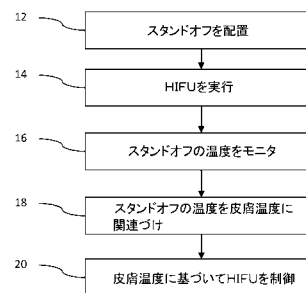 12
スタンドオフを配置
14
HIFUを実行
16
スタンドオフの温度をモニタ
18
スタンドオフの温度を皮膚温度に
関連づけ
20
皮膚温度に基づいてHIFUを制御